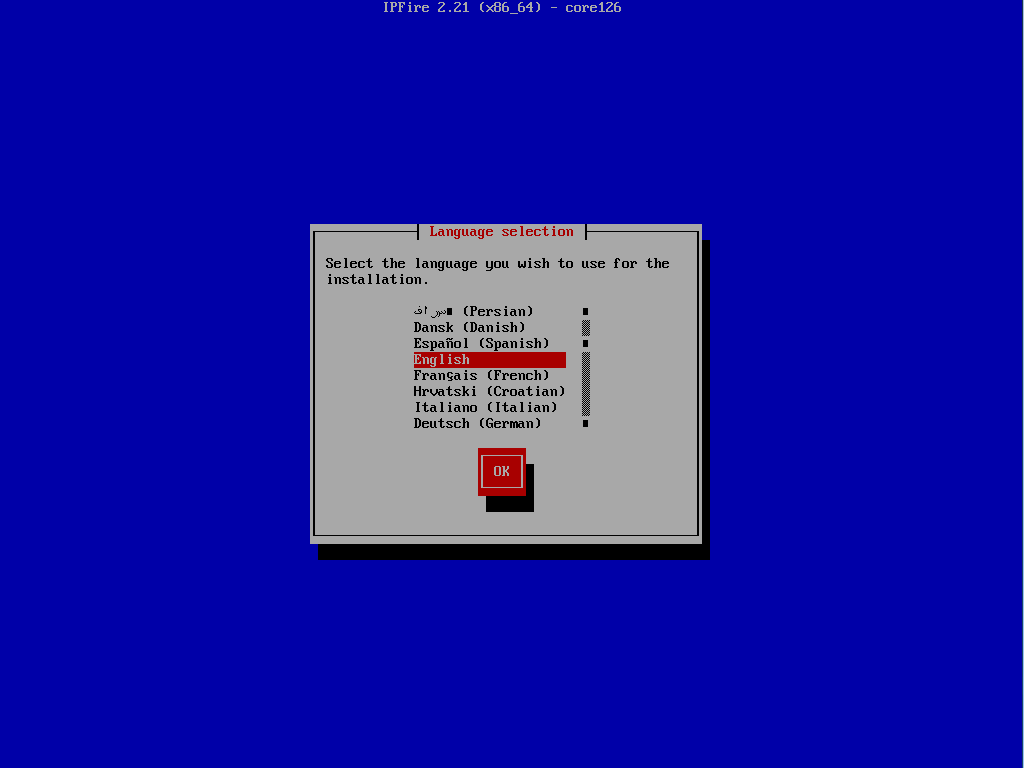 IPFire 2.21 (x86_64) - core126
Language selection
Select the language you wish to use for the
installation.
(Persian)
Dansk (Danish)
Español (Spanish)
English
Français (French)
Hrvatski (Croatian)
Italiano (Italian)
Deutsch (German)
OK